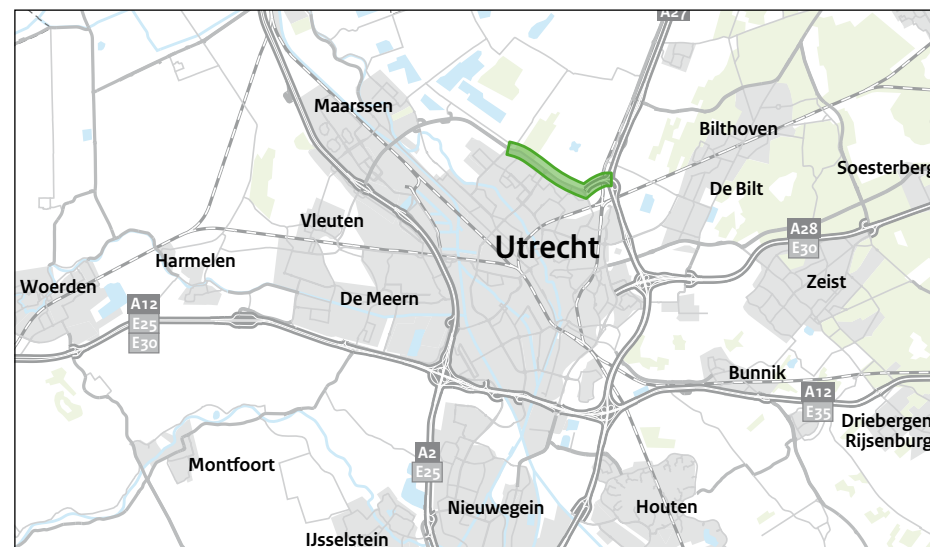 A27
Maarssen
Bilthoven
Soesterberg
De Bilt
Vleuten
Utrecht
A28
E30
Harmelen
Woerden
Zeist
De Meern
A12
E25
E30
Bunnik
A12
E35
Driebergen
Rijsenburg
A2
E25
Montfoort
Nieuwegein
Houten
IJsselstein